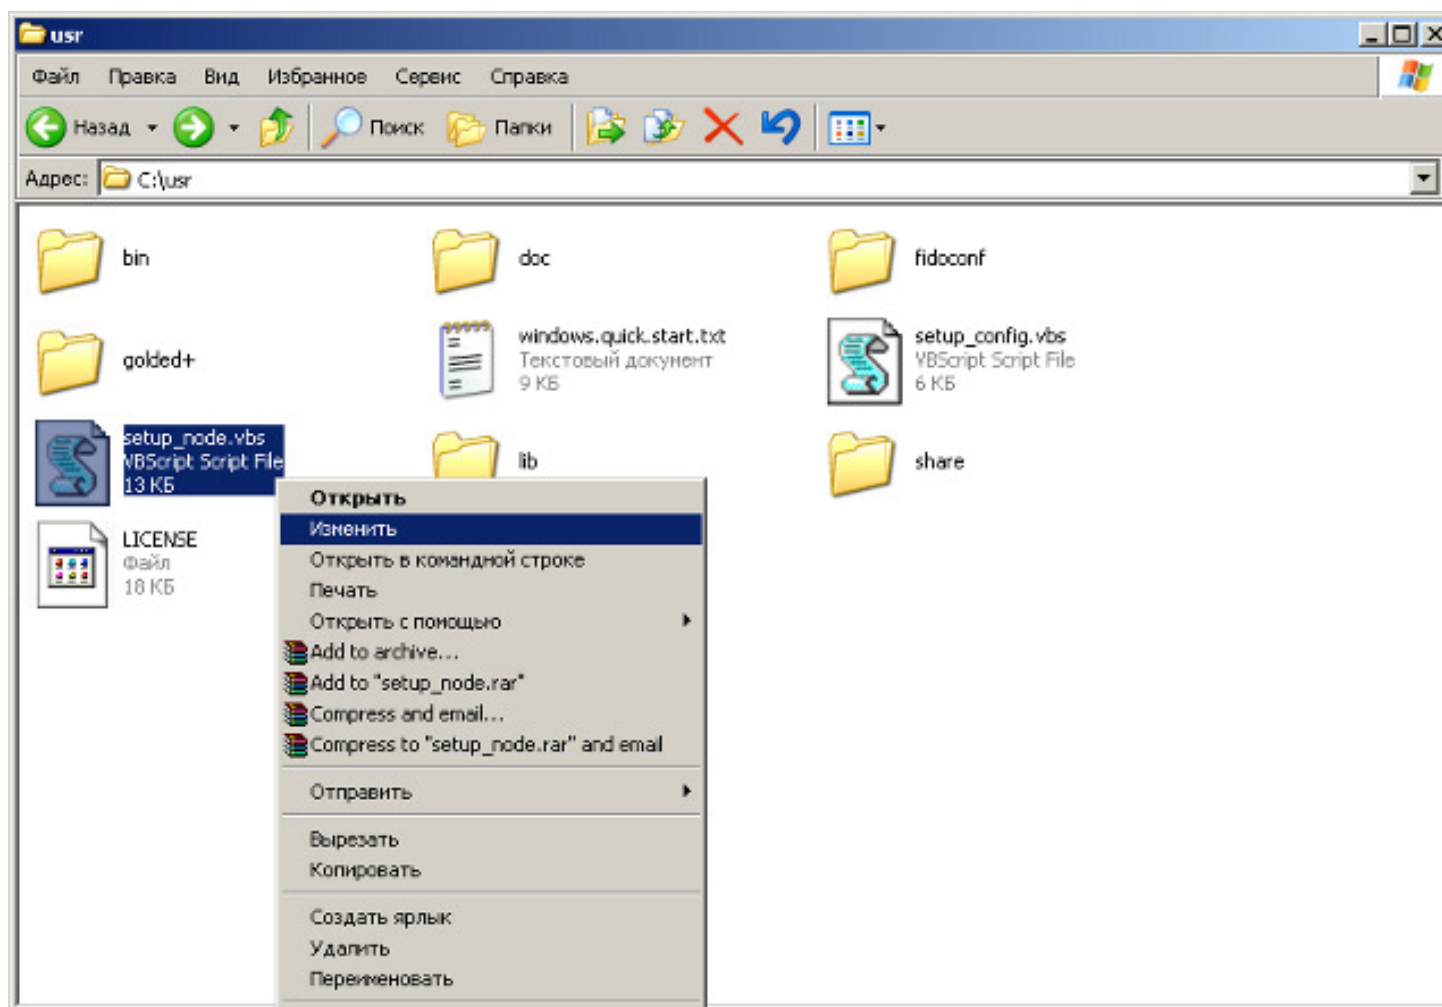 usr
Файл Правка Вид Избранное Сервис Справка
Назад Поиск Папки
Адрес: C:\usr
bin
doc
fidoconf
golded+
windows.quick.start.txt
Текстовый документ
9 КБ
setup_config.vbs
VBScript Script File
6 КБ
setup_node.vbs
VBScript Script File
13 КБ
lib
share
LICENSE
Файл
18 КБ
Открыть
Изменить
Открыть в командной строке
Печать
Открыть с помощью
Add to archive...
Add to "setup_node.rar"
Compress and email...
Compress to "setup_node.rar" and email
Отправить
Вырезать
Копировать
Создать ярлык
Удалить
Переименовать